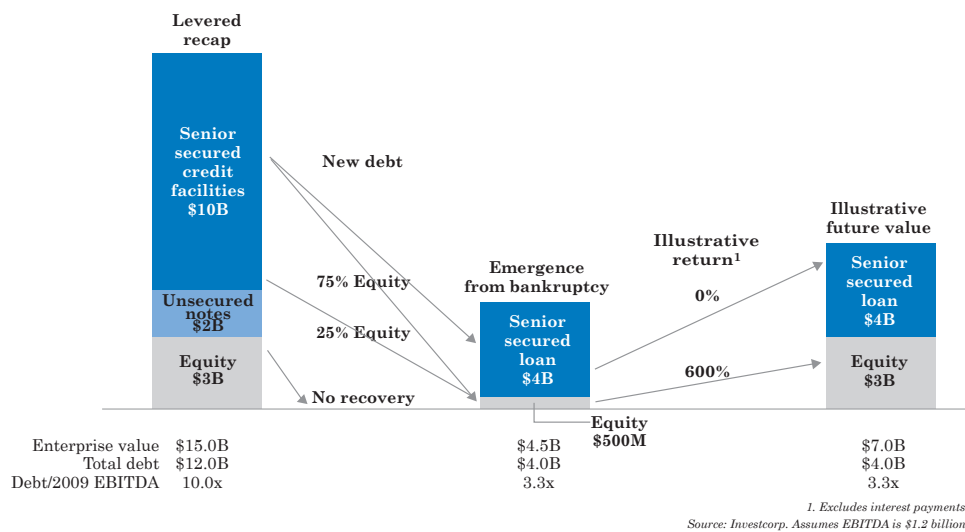 Levered
recap
Senior
secured
credit
facilities
$10B
Unsecured
notes
$2B
Equity
$3B
New debt
75% Equity
25% Equity
No recovery
Emergence
from bankruptcy
Senior
secured
loan
$4B
Equity
$500M
Illustrative
return1
0%
600%
Illustrative
future value
Senior
secured
loan
$4B
Equity
$3B
Enterprise value $15.0B $4.5B $7.0B
Total debt $12.0B $4.0B $4.0B
Debt/2009 EBITDA 10.0x 3.3x 3.3x
1. Excludes interest payments
Source: Investcorp. Assumes EBITDA is $1.2 billion